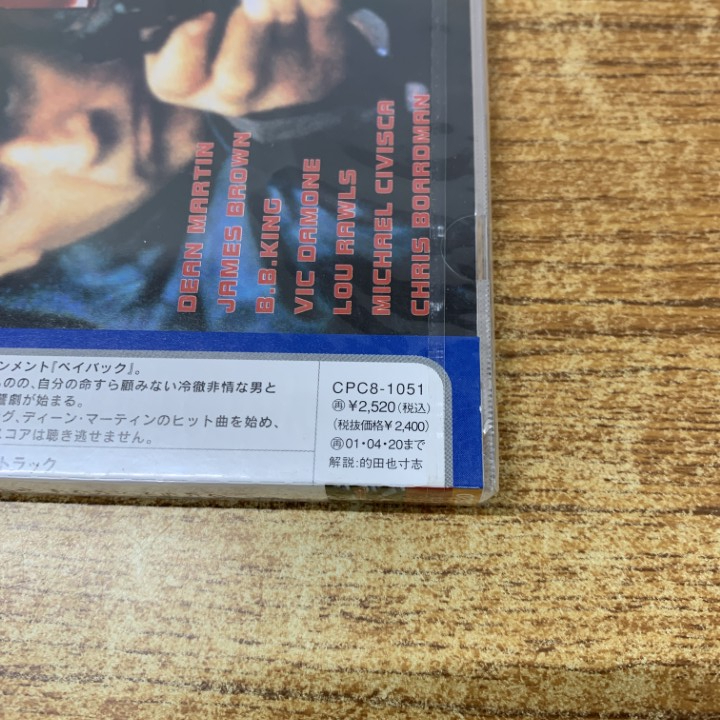 DEAN MARTIN
JAMES BROWN
B.B.KING
VIC DAMONE
LOU RAWLS
MICHAEL CIVISCA
CHRIS BOARDMAN
ンメント『ペイバック』。
ものの、自分の命すら顧みない冷徹非情な男と
劇が始まる。
グ、ディーン・マーティンのヒット曲を始め、
スコアは聴き逃せません。
トラック
CPC8-1051
再¥2,520(税込)
(税抜価格¥2,400)
再01・04・20まで
解説:的田也寸志